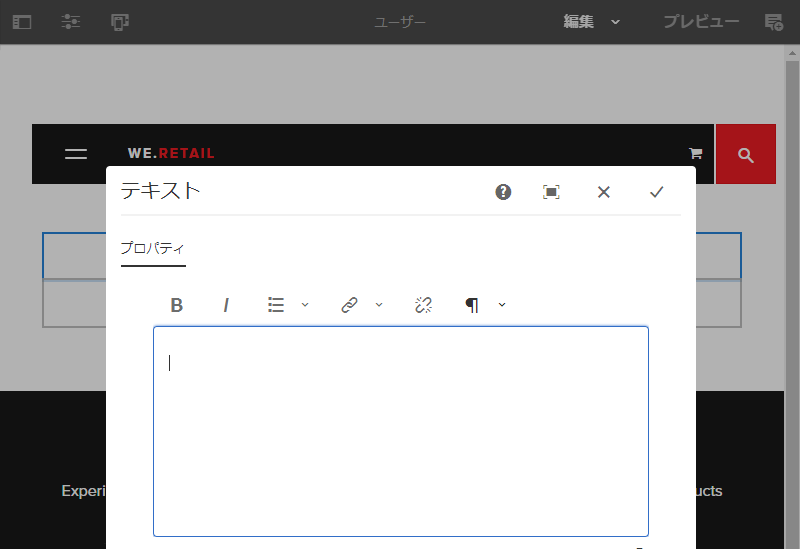 ユーザー
編集
プレビュー
WE.RETAIL
テキスト
プロパティ
B I
Experi
ucts